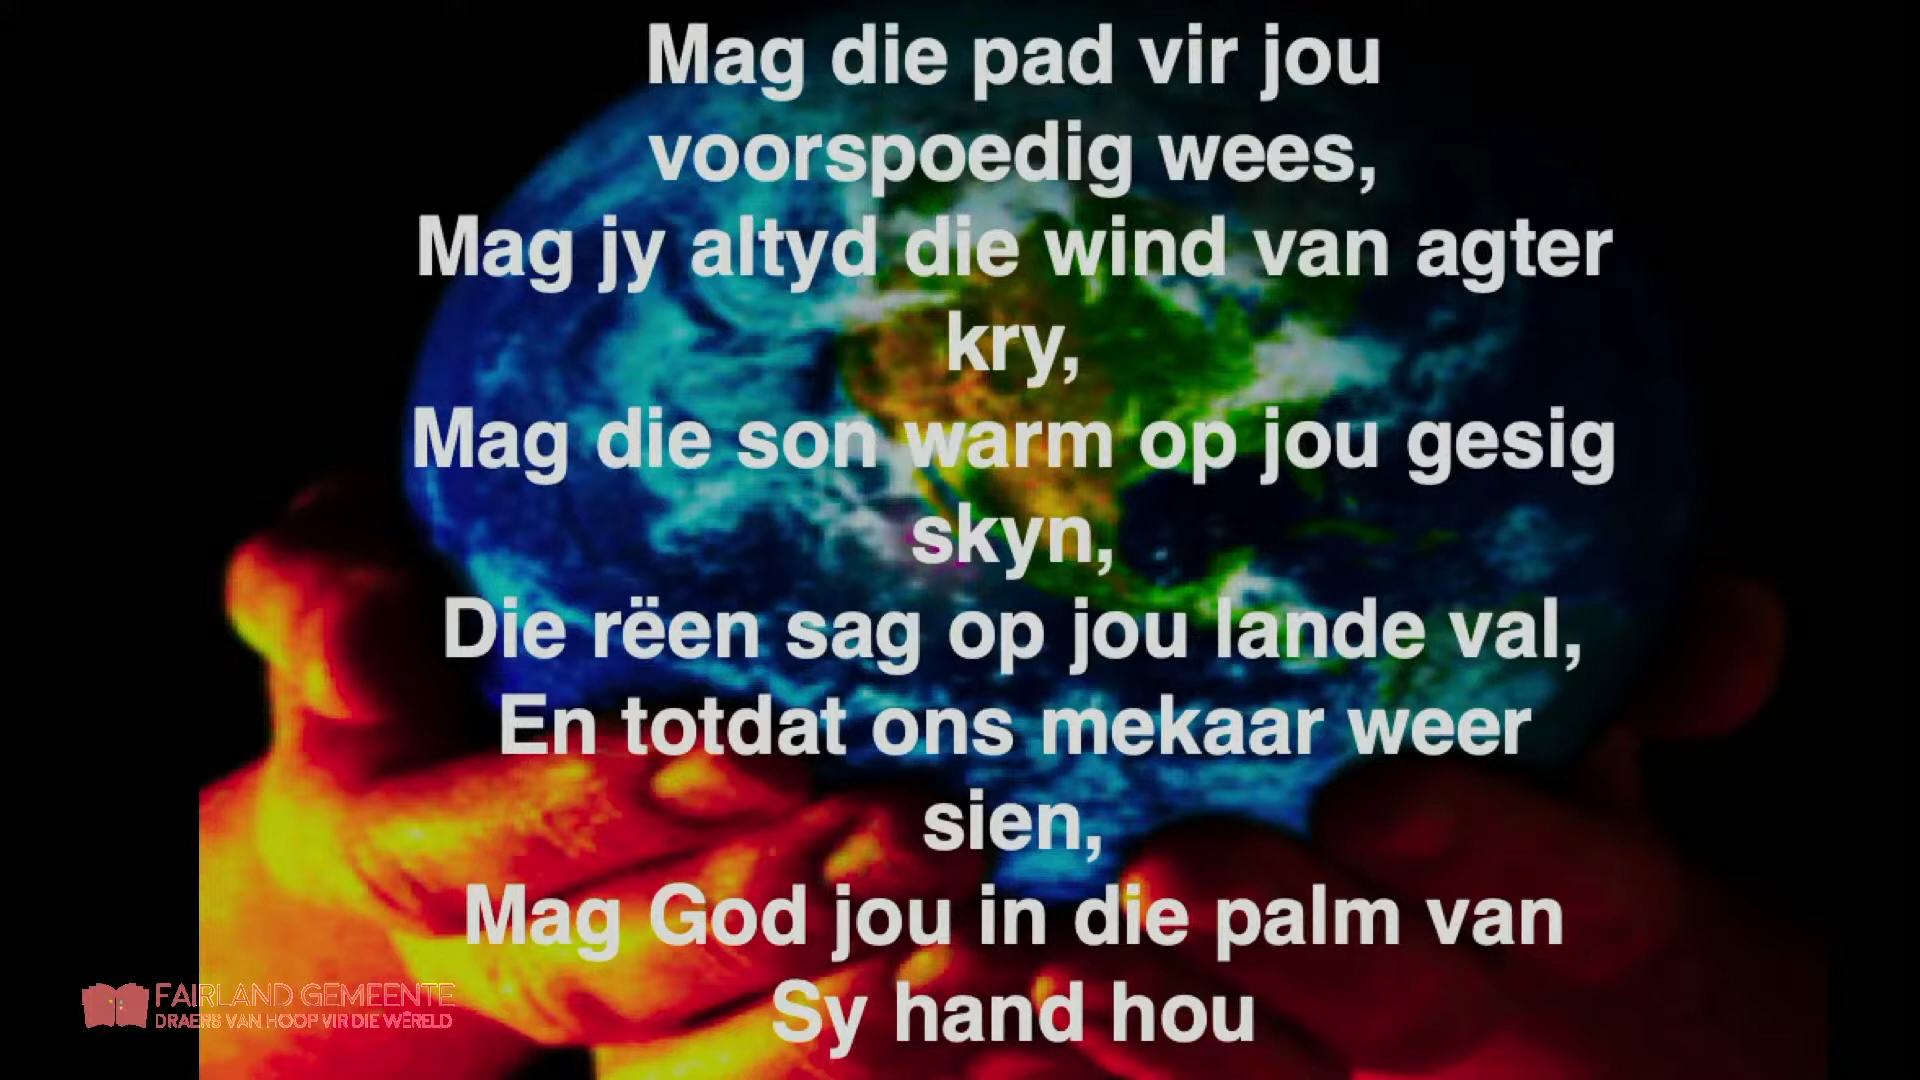 Mag die pad vir jou
voorspoedig wees,
Mag jy altyd die wind van agter
kry,
Mag die son warm op jou gesig
skyn,
Die rëen sag op jou lande val,
En totdat ons mekaar weer
sien,
Mag God jou in die palm van
Sy hand hou
FAIRLAND GEMEENTE
DRAERS VAN HOOP VIR DIE WÊRELD